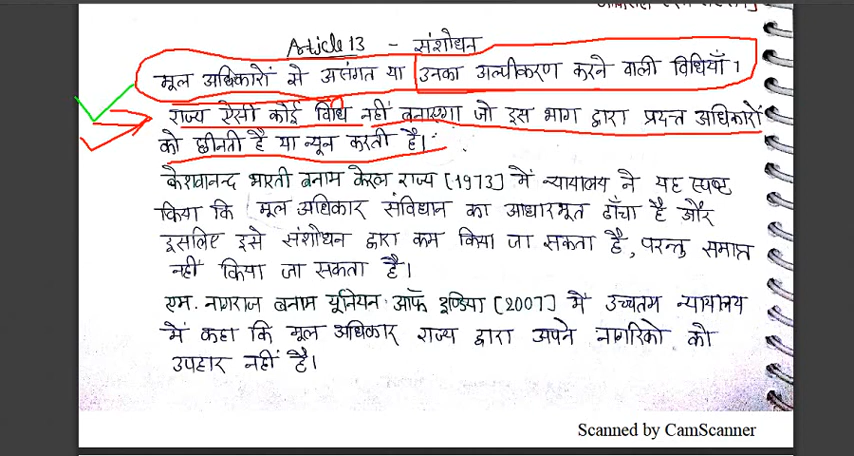 Article 13 - संशोधन
मूल अधिकारों से असंगत या उनका अल्पीकरण करने वाली विधियाँ।
राज्य ऐसी कोई विधि नहीं बनाएगा जो इस भाग द्वारा प्रयत्त अधिकारों
को छीनती है या न्यून करती है।
केशवानन्द भारती बनाम केरल राज्य [1973] में न्यायालय ने यह स्पष्ट
किया कि मूल अधिकार संविधान का आधारभूत ढाँचा है और
इसलिए इसे संशोधन द्वारा कम किया जा सकता है, परन्तु समाप्त
नहीं किया जा सकता है।
एम. नागराज बनाम यूनियन ऑफ इण्डिया [2007] में उच्चतम न्यायालय
में कहा कि मूल अधिकार राज्य द्वारा अपने नागरिको को
उपहार नहीं है।
Scanned by CamScanner